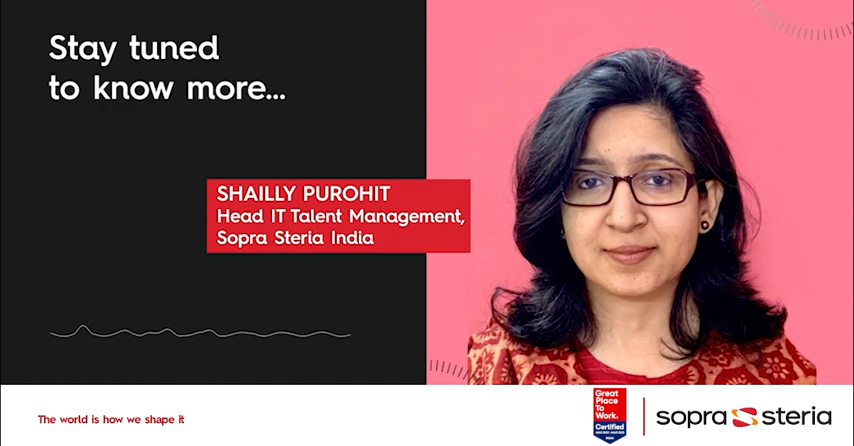 Stay tuned
to know more...
SHAILLY PUROHIT
Head IT Talent Management,
Sopra Steria India
The world is how we shape it
Great
Place
To
Work.
Certified
INDIA
sopra steria